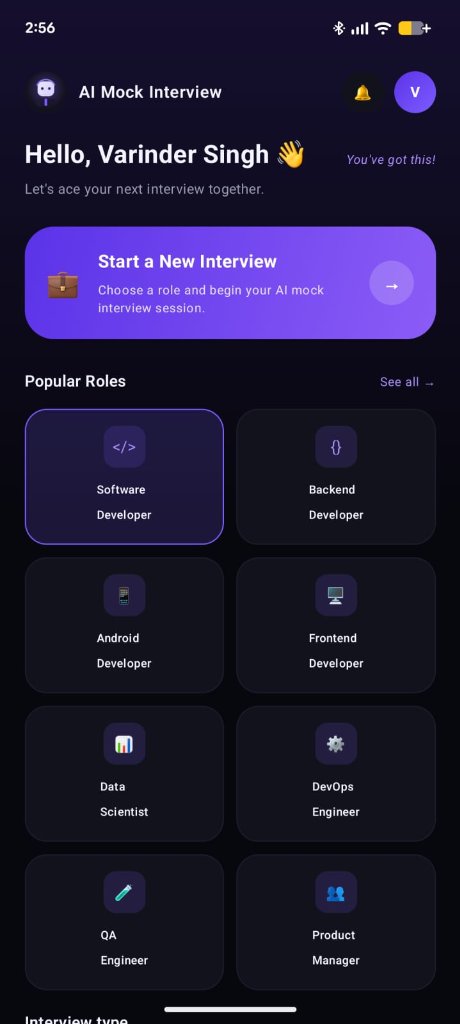 2:56
AI Mock Interview
V
Hello, Varinder Singh 👋
You've got this!
Let's ace your next interview together.
Start a New Interview
Choose a role and begin your AI mock
interview session.
→
Popular Roles
See all →
</>
{}
Software
Developer
Backend
Developer
Android
Developer
Frontend
Developer
Data
Scientist
DevOps
Engineer
QA
Engineer
Product
Manager
Interview type